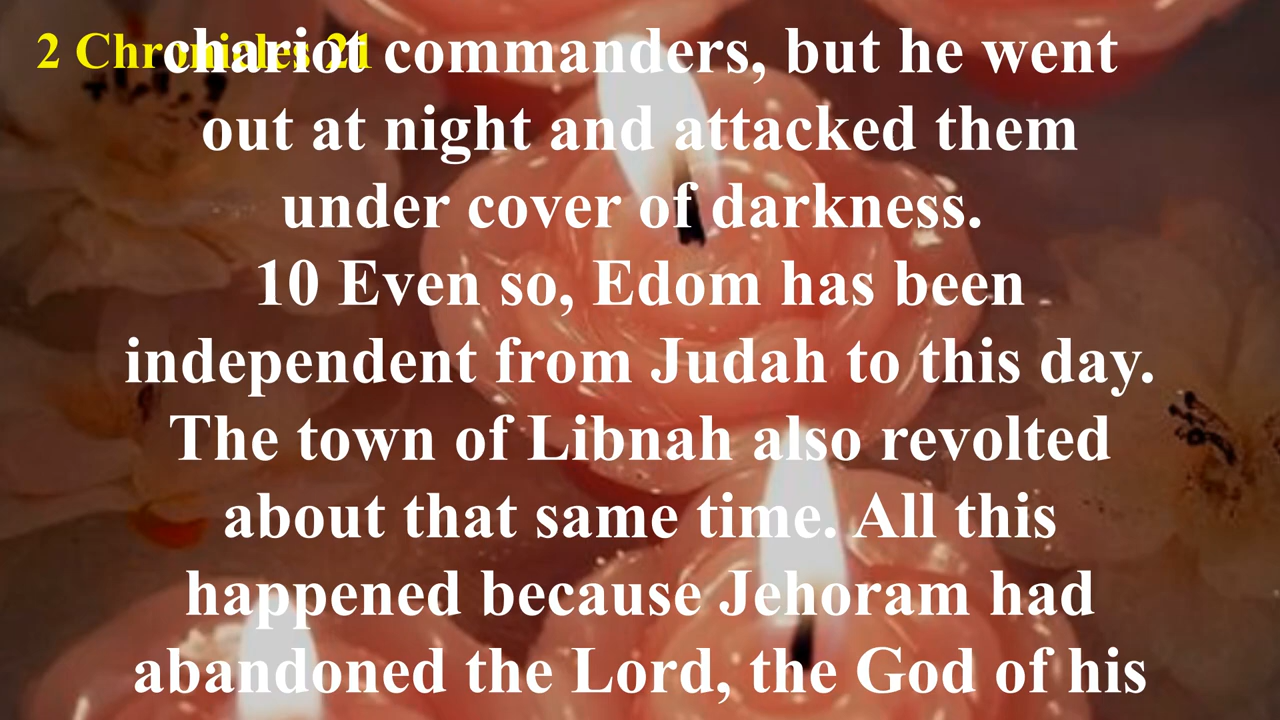 2 Chronicles 21
chariot commanders, but he went
out at night and attacked them
under cover of darkness.
10 Even so, Edom has been
independent from Judah to this day.
The town of Libnah also revolted
about that same time. All this
happened because Jehoram had
abandoned the Lord, the God of his